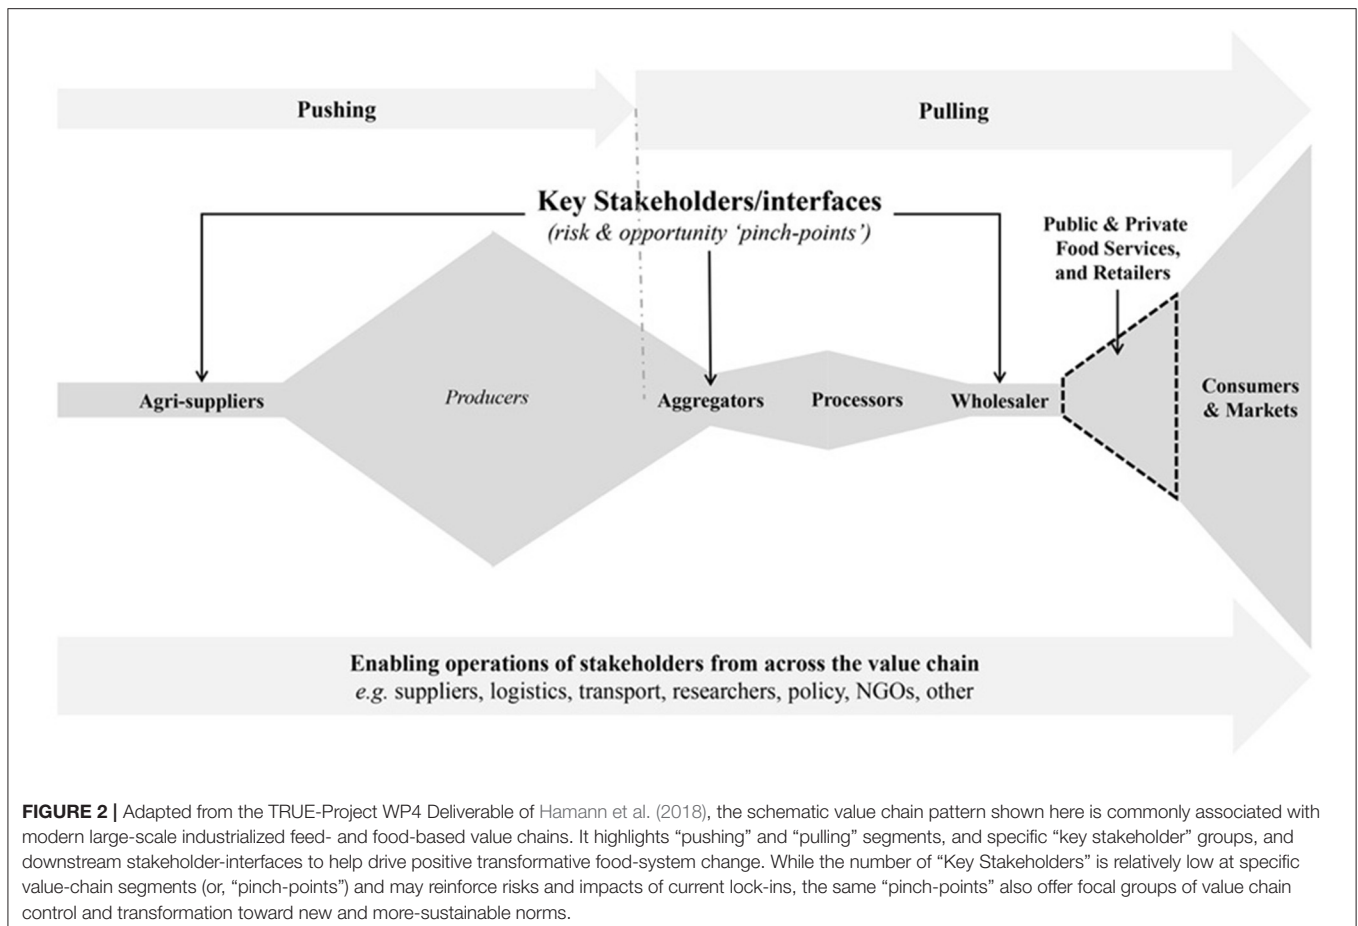 Pushing
Pulling
Key Stakeholders/interfaces
(risk & opportunity ‘pinch-points’)
Public & Private
Food Services,
and Retailers
Agri-suppliers
Producers
Aggregators
Processors
Wholesaler
Consumers
& Markets
Enabling operations of stakeholders from across the value chain
e.g. suppliers, logistics, transport, researchers, policy, NGOs, other
FIGURE 2 | Adapted from the TRUE-Project WP4 Deliverable of Hamann et al. (2018), the schematic value chain pattern shown here is commonly associated with
modern large-scale industrialized feed- and food-based value chains. It highlights “pushing” and “pulling” segments, and specific “key stakeholder” groups, and
downstream stakeholder-interfaces to help drive positive transformative food-system change. While the number of “Key Stakeholders” is relatively low at specific
value-chain segments (or, “pinch-points”) and may reinforce risks and impacts of current lock-ins, the same “pinch-points” also offer focal groups of value chain
control and transformation toward new and more-sustainable norms.